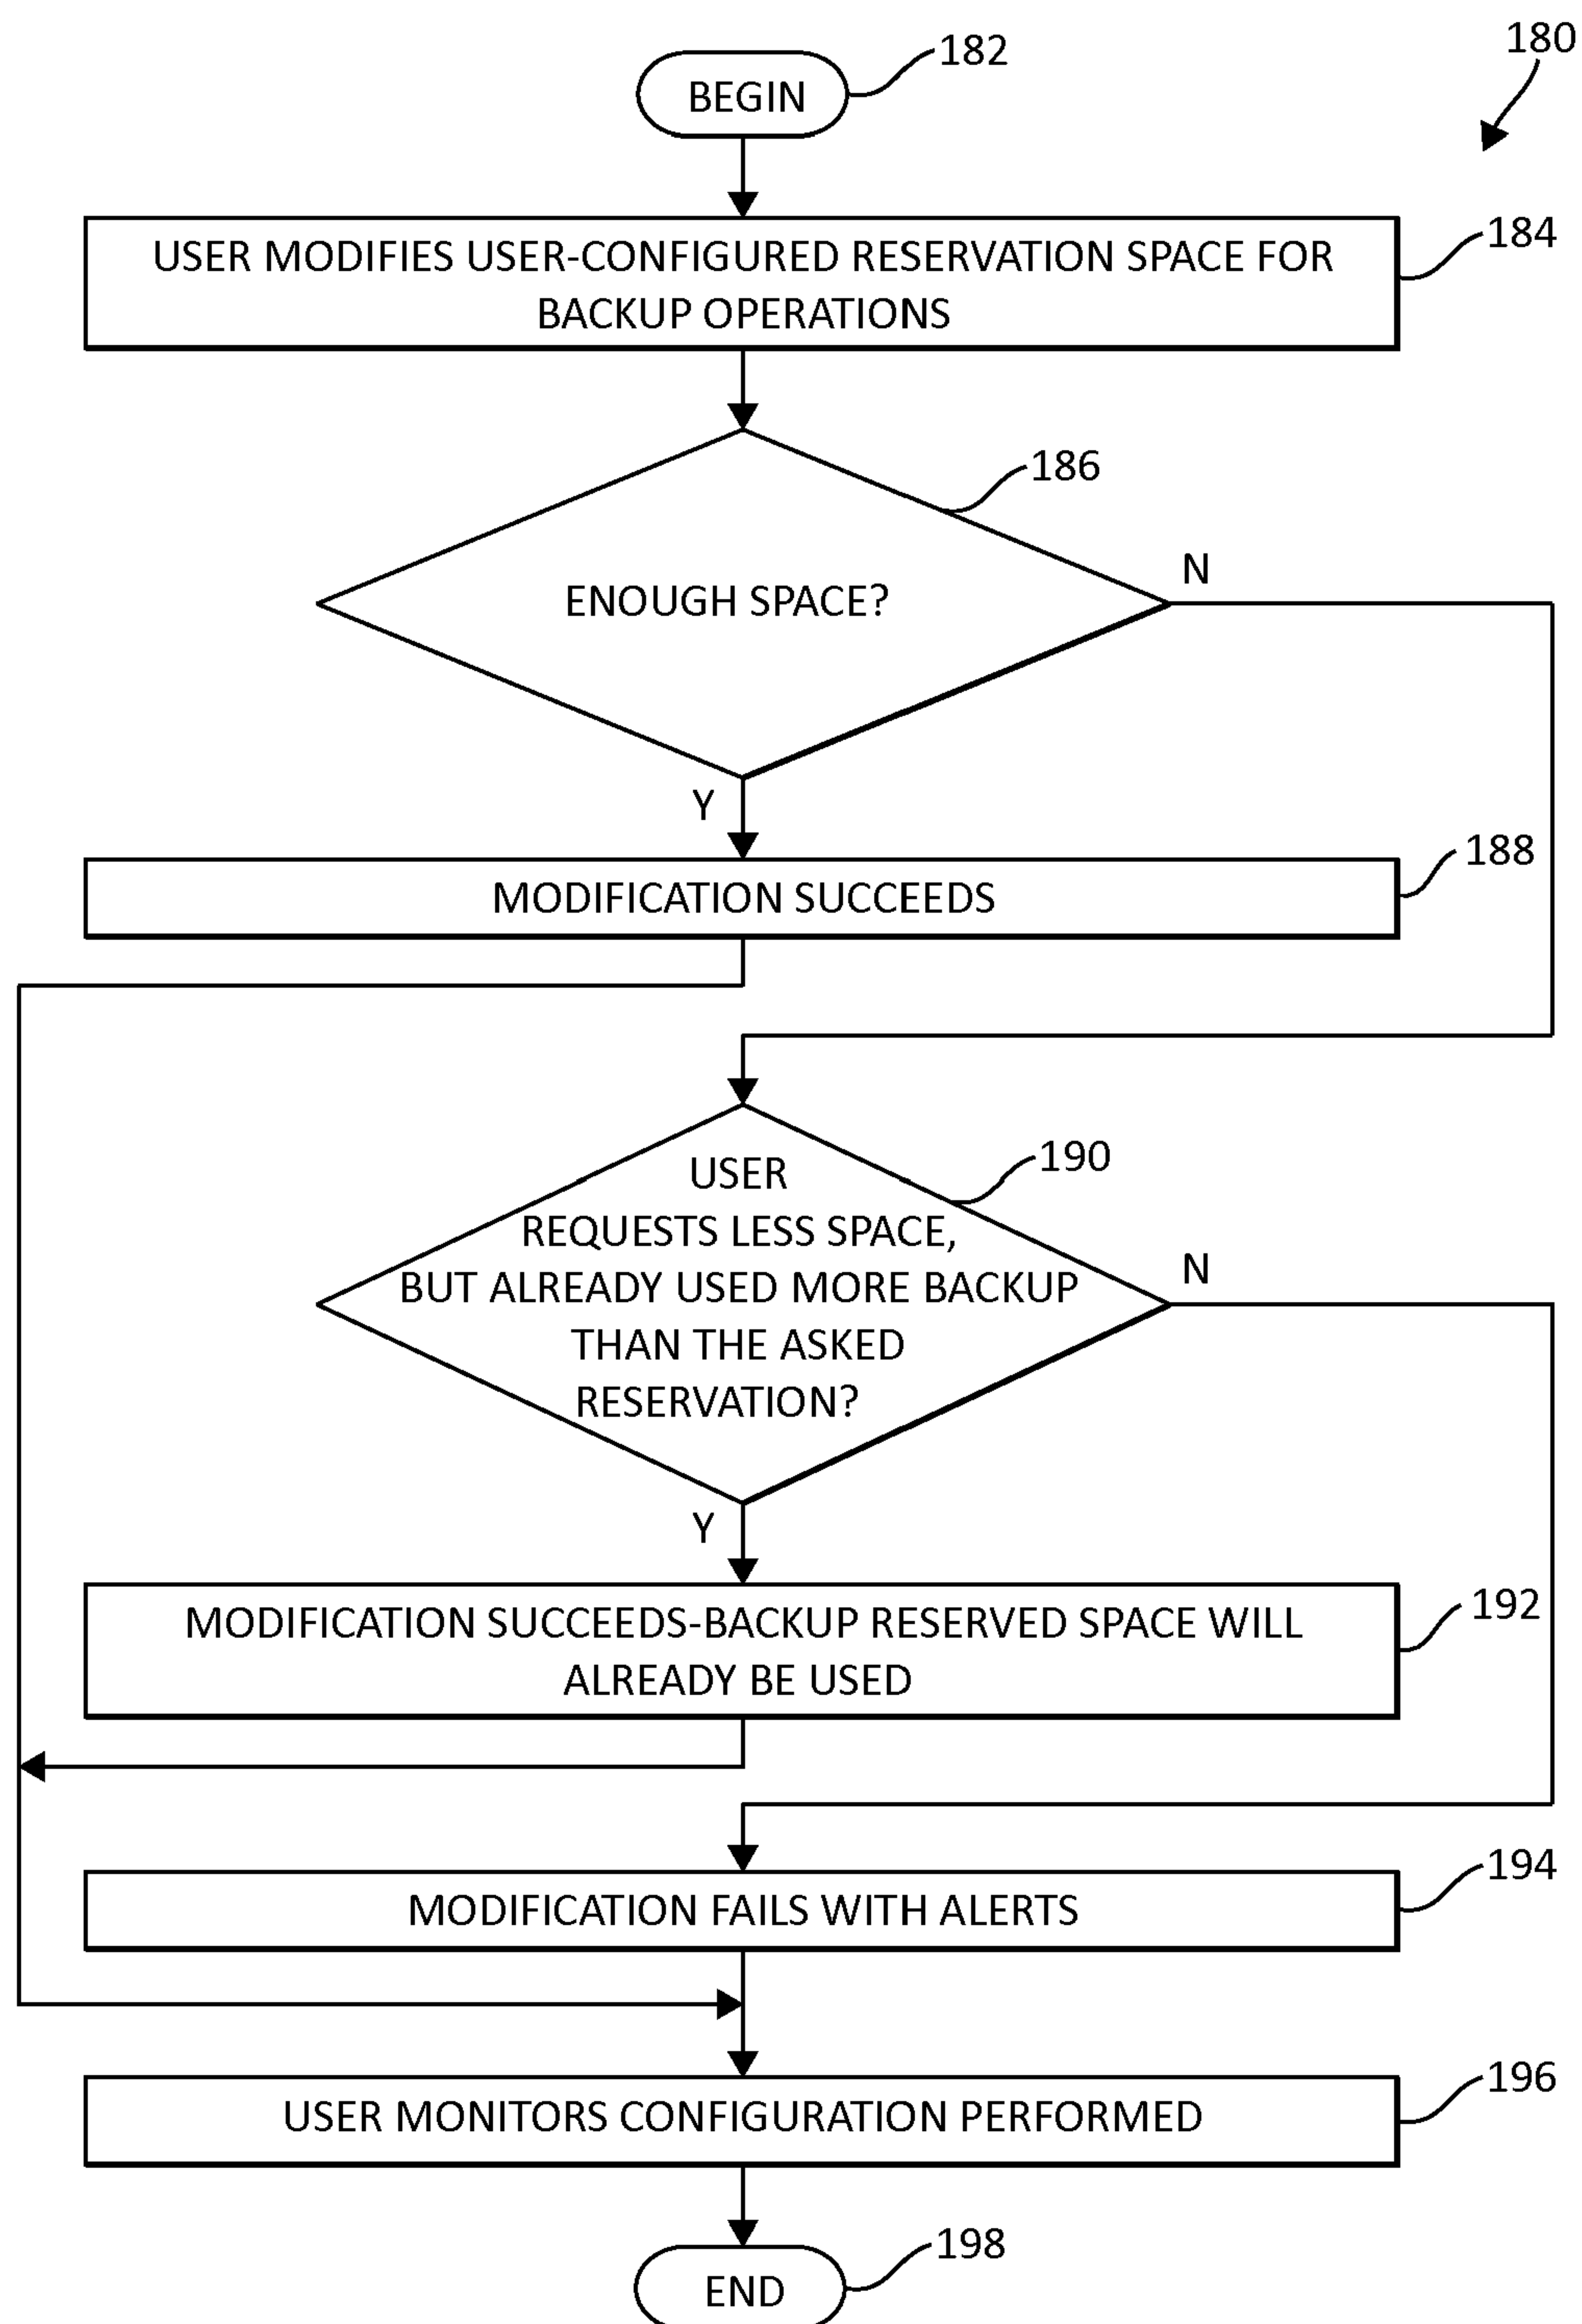 180
182
BEGIN
184
USER MODIFIES USER-CONFIGURED RESERVATION SPACE FOR
BACKUP OPERATIONS
186
ENOUGH SPACE?
N
Y
188
MODIFICATION SUCCEEDS
190
USER
REQUESTS LESS SPACE,
BUT ALREADY USED MORE BACKUP
THAN THE ASKED
RESERVATION?
N
Y
192
MODIFICATION SUCCEEDS-BACKUP RESERVED SPACE WILL
ALREADY BE USED
194
MODIFICATION FAILS WITH ALERTS
196
USER MONITORS CONFIGURATION PERFORMED
198
END